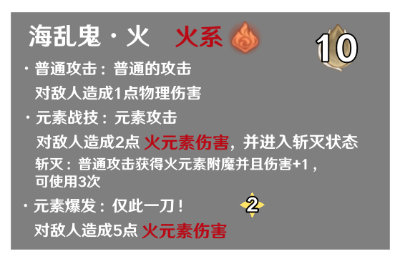 海乱鬼·火 火系 10
·普通攻击：普通的攻击
对敌人造成1点物理伤害
·元素战技：元素攻击
对敌人造成2点 火元素伤害，并进入斩灭状态
斩灭：普通攻击获得火元素附魔并且伤害+1，
可使用3次
·元素爆发：仅此一刀！ 2
对敌人造成5点 火元素伤害